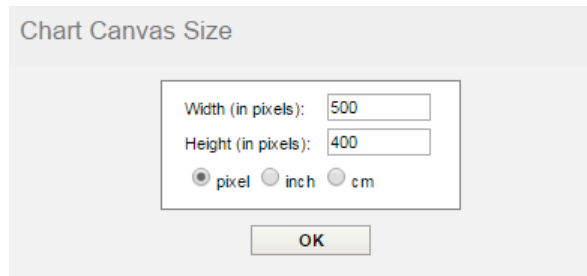 Chart Canvas Size
Width (in pixels): 500
Height (in pixels): 400
pixel inch cm
OK